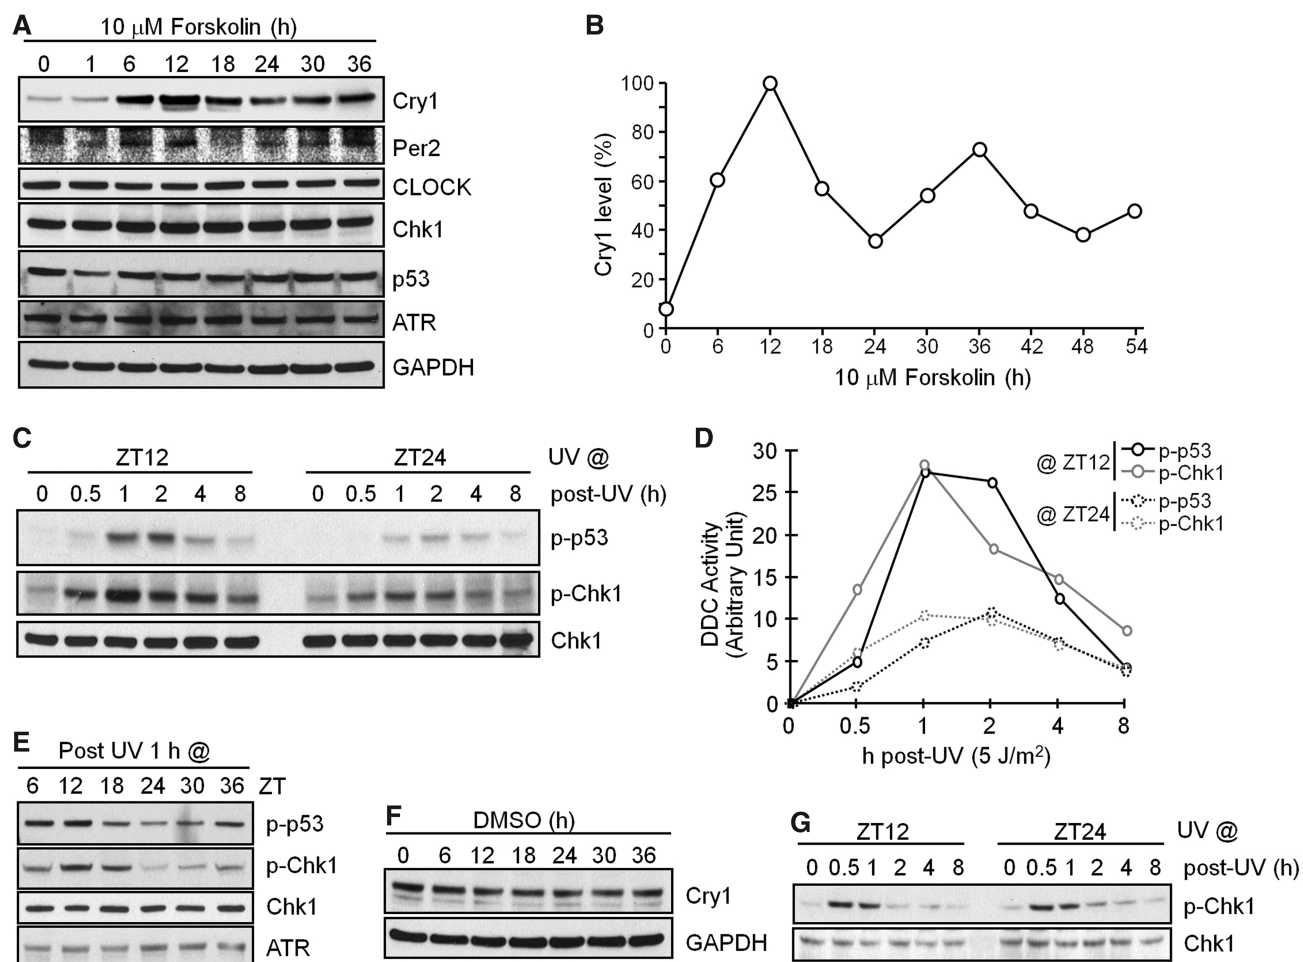 A
10 µM Forskolin (h)
0 1 6 12 18 24 30 36
Cry1
Per2
CLOCK
Chk1
p53
ATR
GAPDH
B
100
80
60
40
20
0
Cry1 level (%)
0 6 12 18 24 30 36 42 48 54
10 µM Forskolin (h)
C
ZT12 ZT24 UV @
0 0.5 1 2 4 8 0 0.5 1 2 4 8 post-UV (h)
p-p53
p-Chk1
Chk1
D
30
25
20
15
10
5
0
DDC Activity
(Arbitrary Unit)
@ ZT12
p-p53
p-Chk1
@ ZT24
p-p53
p-Chk1
0 0.5 1 2 4 8
h post-UV (5 J/m²)
E
Post UV 1 h @
6 12 18 24 30 36 ZT
p-p53
p-Chk1
Chk1
ATR
F
DMSO (h)
0 6 12 18 24 30 36
Cry1
GAPDH
G
ZT12 ZT24 UV @
0 0.5 1 2 4 8 0 0.5 1 2 4 8 post-UV (h)
p-Chk1
Chk1